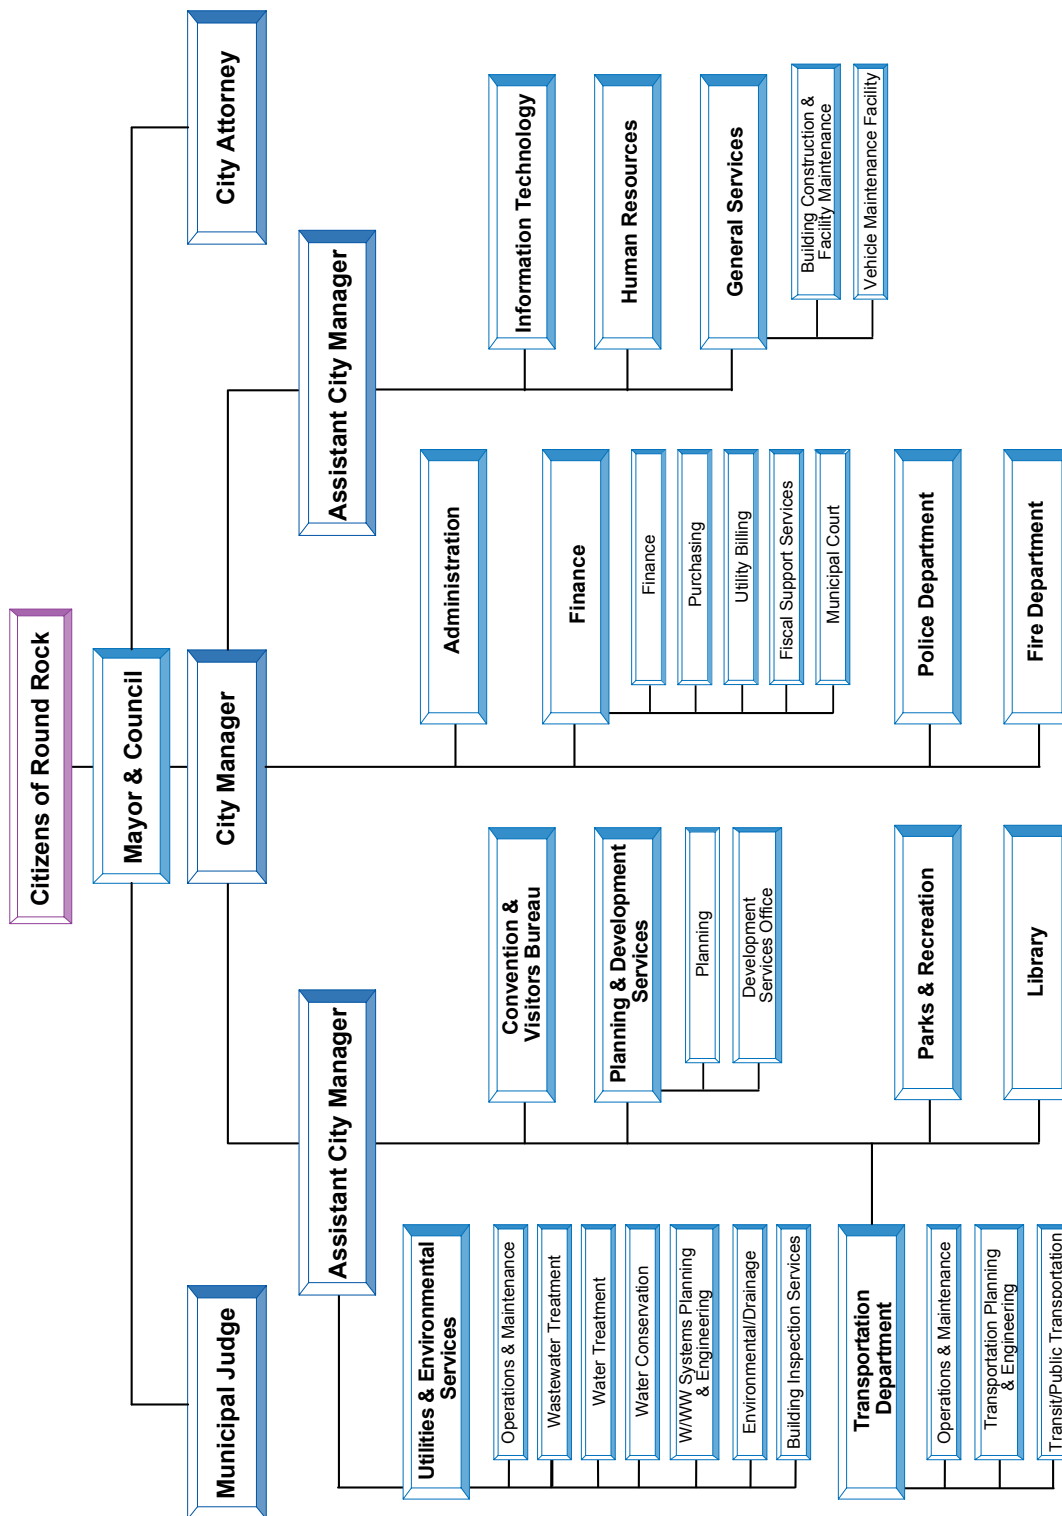 Citizens of Round Rock
Mayor & Council
Municipal Judge
City Manager
City Attorney
Assistant City Manager
Assistant City Manager
Utilities & Environmental
Services
Operations & Maintenance
Wastewater Treatment
Water Treatment
Water Conservation
W/WW Systems Planning
& Engineering
Environmental/Drainage
Building Inspection Services
Transportation
Department
Operations & Maintenance
Transportation Planning
& Engineering
Transit/Public Transportation
Convention &
Visitors Bureau
Planning & Development
Services
Planning
Development
Services Office
Parks & Recreation
Library
Administration
Finance
Finance
Purchasing
Utility Billing
Fiscal Support Services
Municipal Court
Police Department
Fire Department
Information Technology
Human Resources
General Services
Building Construction &
Facility Maintenance
Vehicle Maintenance Facility